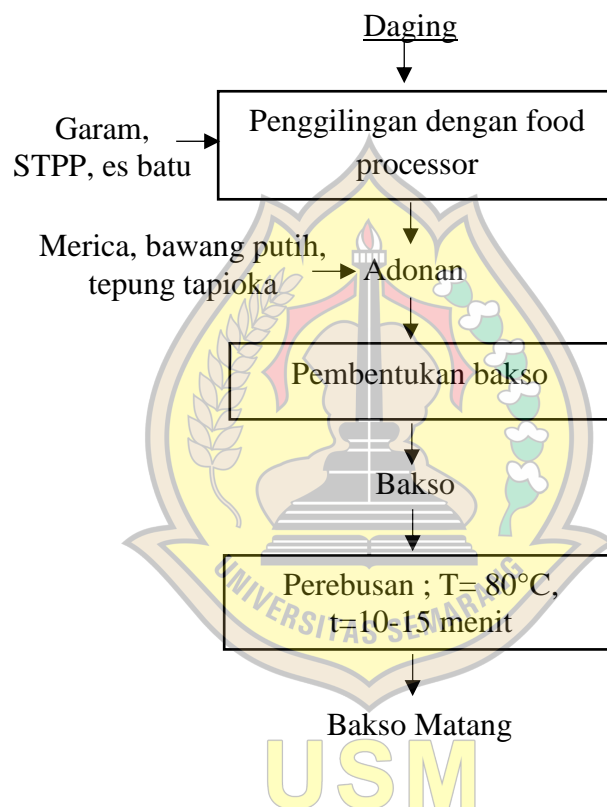 Daging
Garam,
STPP, es batu
Penggilingan dengan food
processor
Merica, bawang putih,
tepung tapioka
Adonan
Pembentukan bakso
Bakso
Perebusan ; T= 80°C,
t=10-15 menit
UNIVERSITAS SEMARANG
Bakso Matang
USM